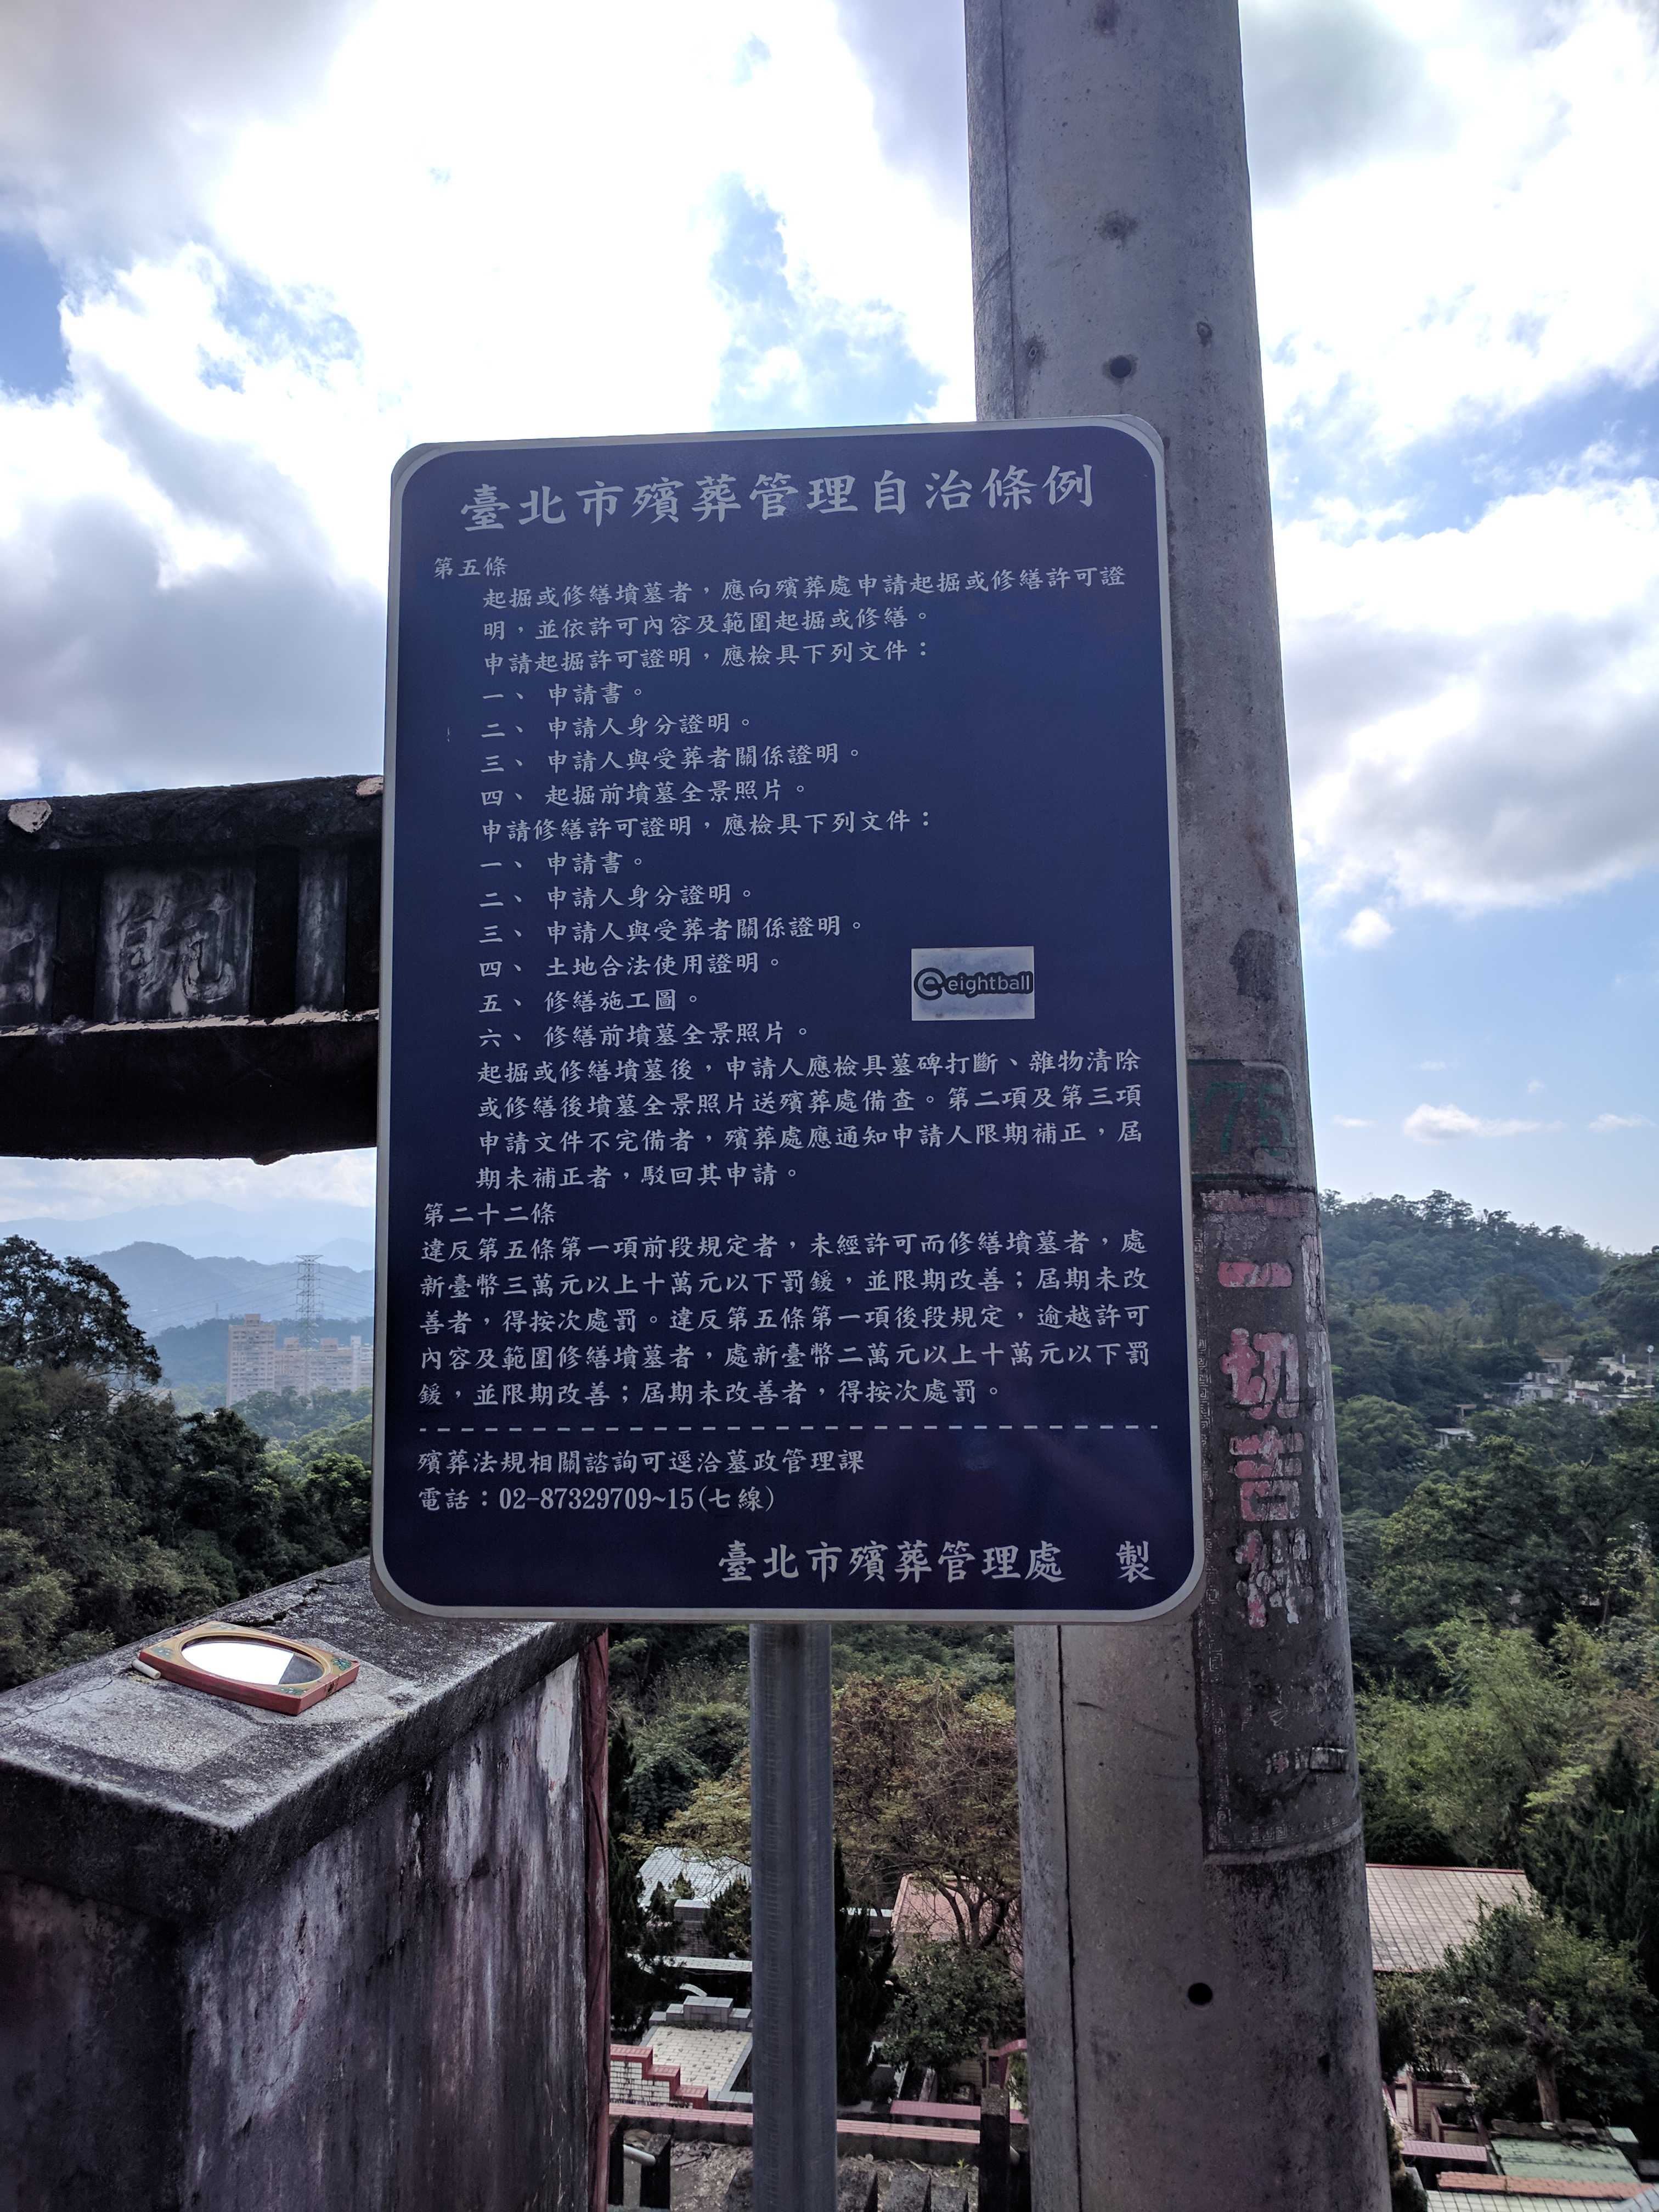 臺北市殯葬管理自治條例
第五條
起掘或修繕墳墓者，應向殯葬處申請起掘或修繕許可證
明，並依許可內容及範圍起掘或修繕。
申請起掘許可證明，應檢具下列文件：
一、 申請書。
二、 申請人身分證明。
三、 申請人與受葬者關係證明。
四、 起掘前墳墓全景照片。
申請修繕許可證明，應檢具下列文件：
一、 申請書。
二、 申請人身分證明。
三、 申請人與受葬者關係證明。
四、 土地合法使用證明。
五、 修繕施工圖。
六、 修繕前墳墓全景照片。
eightball
起掘或修繕墳墓後，申請人應檢具墓碑打斷、雜物清除
或修繕後墳墓全景照片送殯葬處備查。第二項及第三項
申請文件不完備者，殯葬處應通知申請人限期補正，屆
期未補正者，駁回其申請。
第二十二條
違反第五條第一項前段規定者，未經許可而修繕墳墓者，處
新臺幣三萬元以上十萬元以下罰鍰，並限期改善；屆期未改
善者，得按次處罰。違反第五條第一項後段規定，逾越許可
內容及範圍修繕墳墓者，處新臺幣二萬元以上十萬元以下罰
鍰，並限期改善；屆期未改善者，得按次處罰。
殯葬法規相關諮詢可逕洽墓政管理課
電話：02-87329709~15(七線)
臺北市殯葬管理處 製
75
一切吉祥